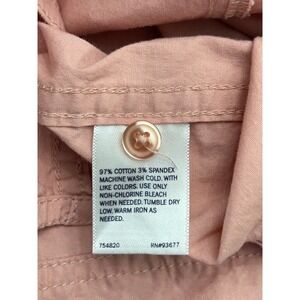 97% COTTON 3% SPANDEX
MACHINE WASH COLD, WITH
LIKE COLORS. USE ONLY
NON-CHLORINE BLEACH
WHEN NEEDED. TUMBLE DRY
LOW, WARM IRON AS
NEEDED.
754820 RN#93677